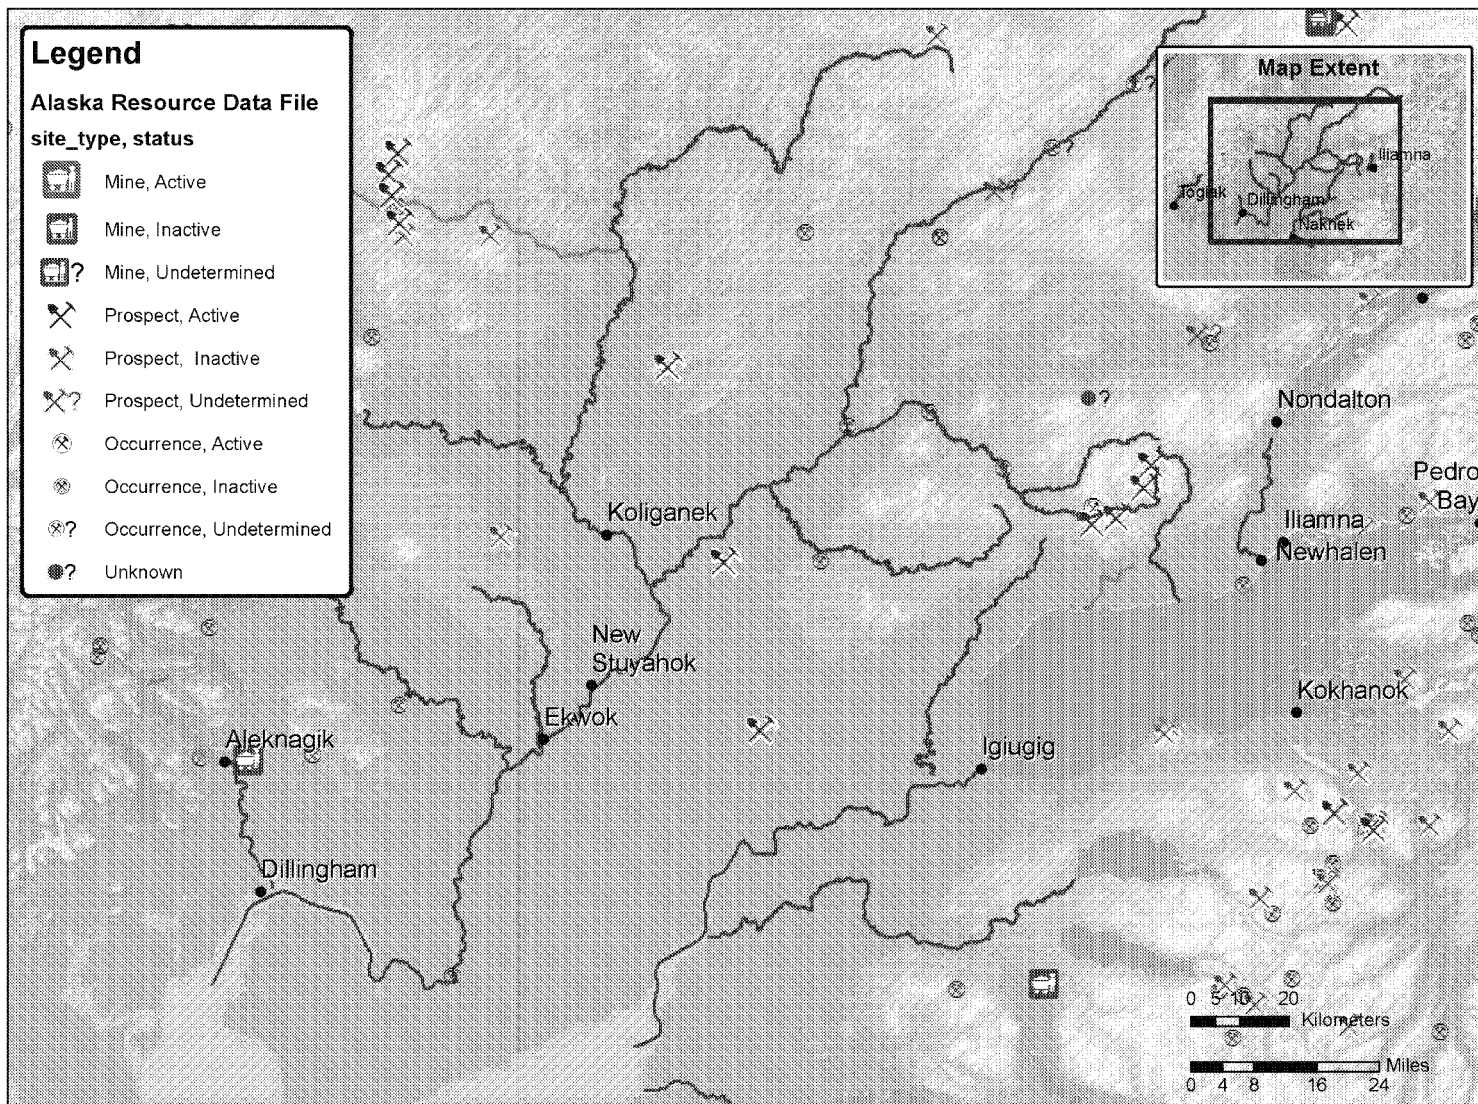 Legend
Alaska Resource Data File
site_type, status
Mine, Active
Mine, Inactive
? Mine, Undetermined
Prospect, Active
Prospect, Inactive
? Prospect, Undetermined
Occurrence, Active
Occurrence, Inactive
? Occurrence, Undetermined
? Unknown
Map Extent
Iliamna
Togiak
Dillingham
Naknek
?
?
?
?
Nondalton
Pedro
Bay
Koliganek
Iliamna
Newhalen
New
Stuyahok
Kokhanok
Ekwok
Aleknagik
Igiugig
Dillingham
0 5 10 20
Kilometers
Miles
0 4 8 16 24